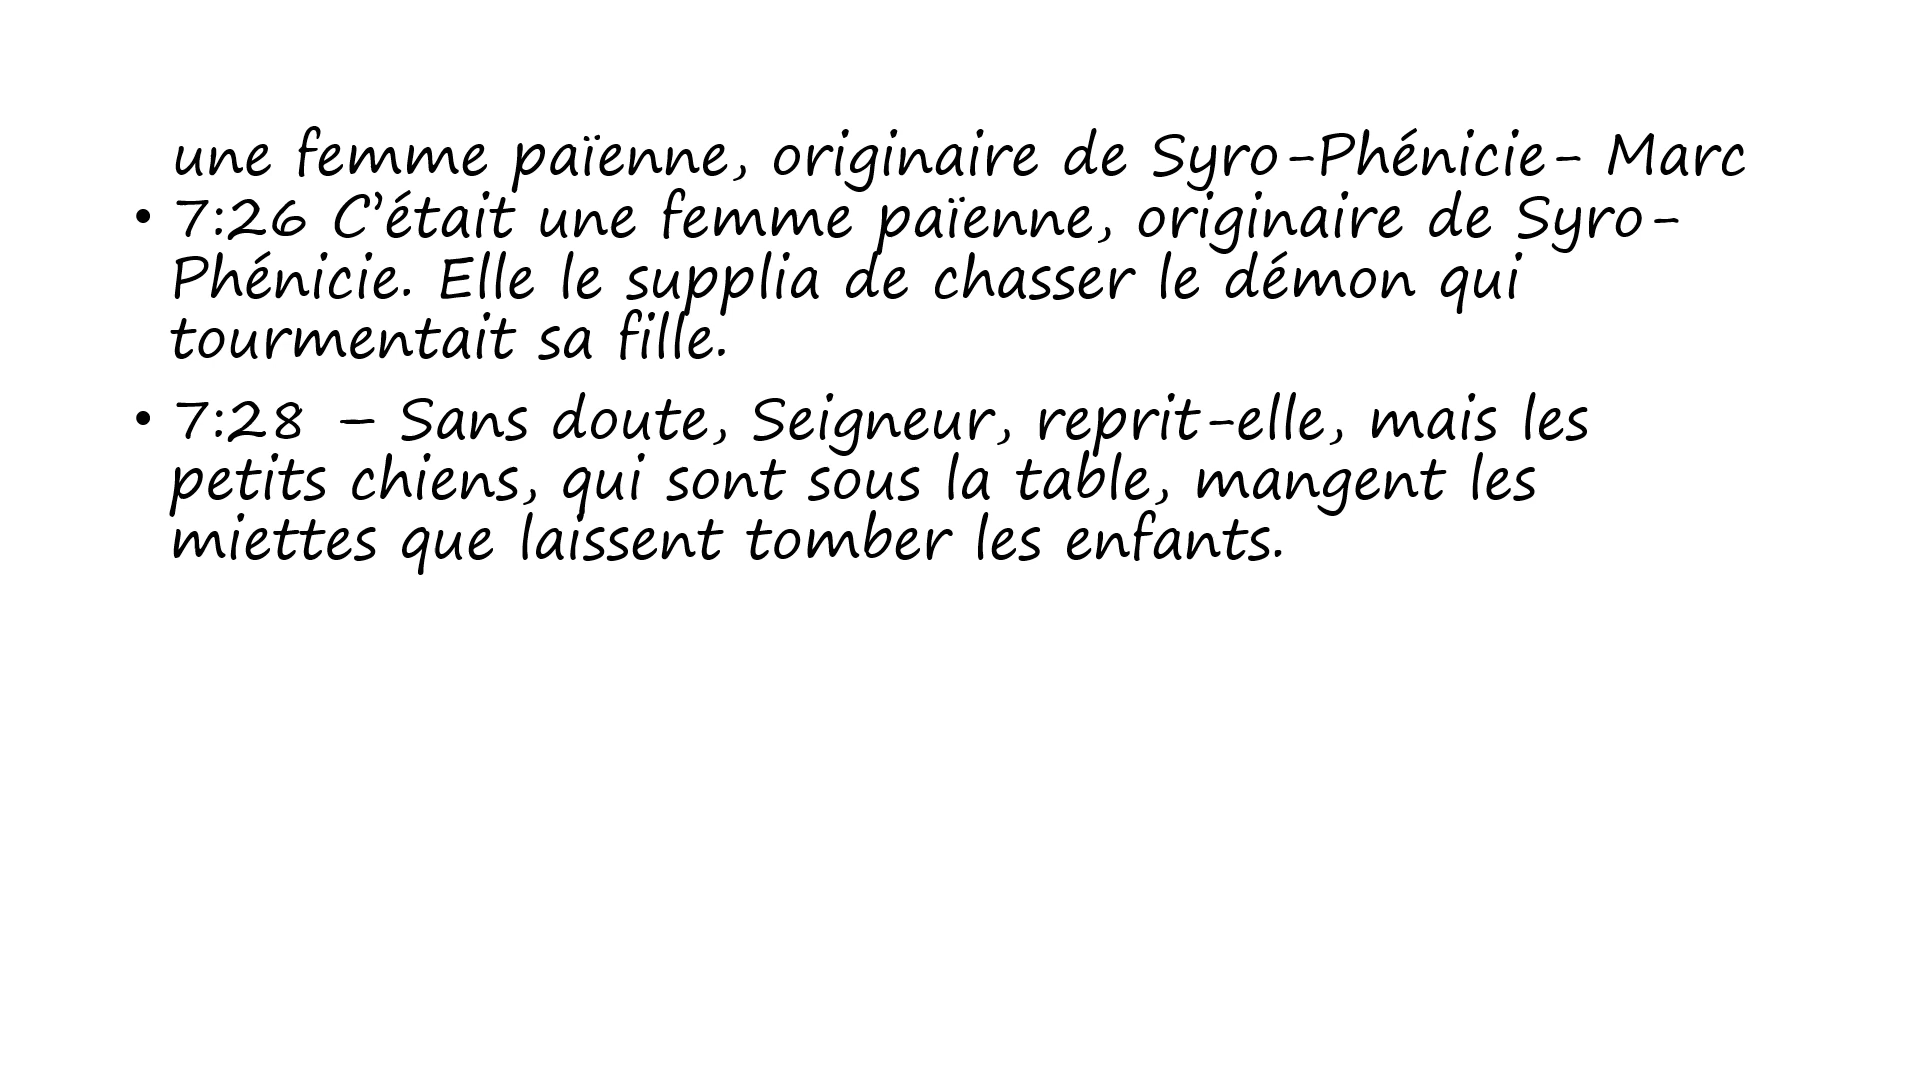 une femme païenne, originaire de Syro-Phénicie- Marc
• 7:26 C’était une femme païenne, originaire de Syro-
Phénicie. Elle le supplia de chasser le démon qui
tourmentait sa fille.
• 7:28 – Sans doute, Seigneur, reprit-elle, mais les
petits chiens, qui sont sous la table, mangent les
miettes que laissent tomber les enfants.